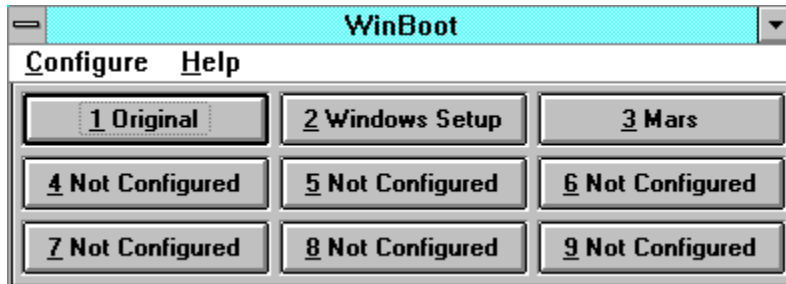 WinBoot
Configure Help
1 Original 2 Windows Setup 3 Mars
4 Not Configured 5 Not Configured 6 Not Configured
7 Not Configured 8 Not Configured 9 Not Configured